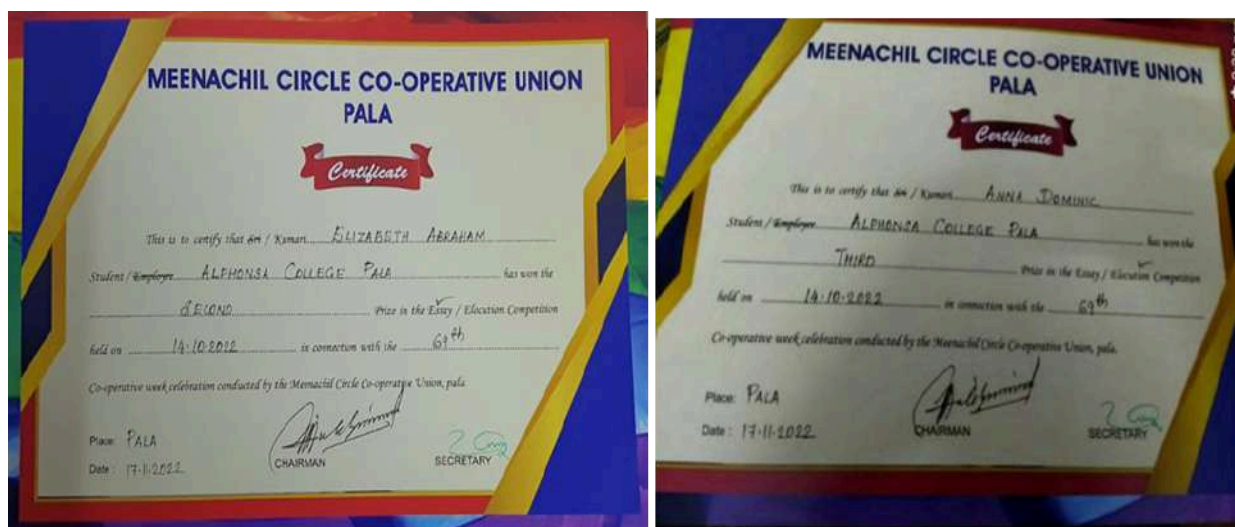 MEENACHIL CIRCLE CO-OPERATIVE UNION
PALA
Certificate
This is to certify that Sri / Kumari ELIZABETH ABRAHAM
Student / Employee ALPHONSA COLLEGE PALA has won the
SECOND Prize in the Essay / Elocution Competition
held on 14-10-2022 in connection with the 69th
Co-operative week celebration conducted by the Meenachil Circle Co-operative Union, pala.
Place: PALA
Date : 17-11-2022
CHAIRMAN
SECRETARY
MEENACHIL CIRCLE CO-OPERATIVE UNION
PALA
Certificate
This is to certify that Sri / Kumari ANNA DOMINIC
Student / Employee ALPHONSA COLLEGE PALA has won the
THIRD Prize in the Essay / Elocution Competition
held on 14-10-2022 in connection with the 69th
Co-operative week celebration conducted by the Meenachil Circle Co-operative Union, pala.
Place: PALA
Date : 17-11-2022
CHAIRMAN
SECRETARY